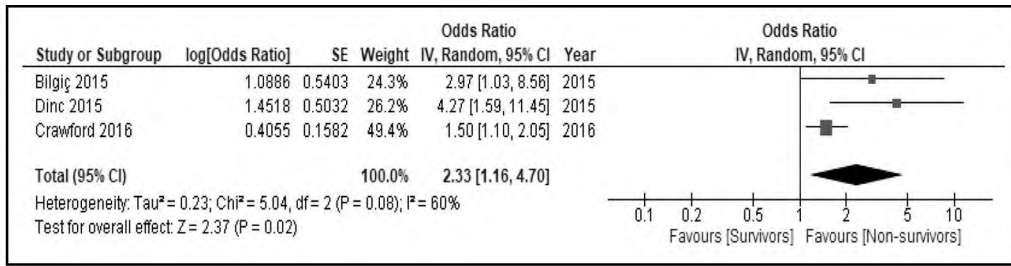 Odds Ratio Odds Ratio
Study or Subgroup log[Odds Ratio] SE Weight IV, Random, 95% CI Year IV, Random, 95% CI
Bilgiç 2015 1.0886 0.5403 24.3% 2.97 [1.03, 8.56] 2015
Dinc 2015 1.4518 0.5032 26.2% 4.27 [1.59, 11.45] 2015
Crawford 2016 0.4055 0.1582 49.4% 1.50 [1.10, 2.05] 2016
Total (95% CI) 100.0% 2.33 [1.16, 4.70]
Heterogeneity: Tau² = 0.23; Chi² = 5.04, df = 2 (P = 0.08); I² = 60%
0.1 0.2 0.5 1 2 5 10
Test for overall effect: Z = 2.37 (P = 0.02)
Favours [Survivors] Favours [Non-survivors]